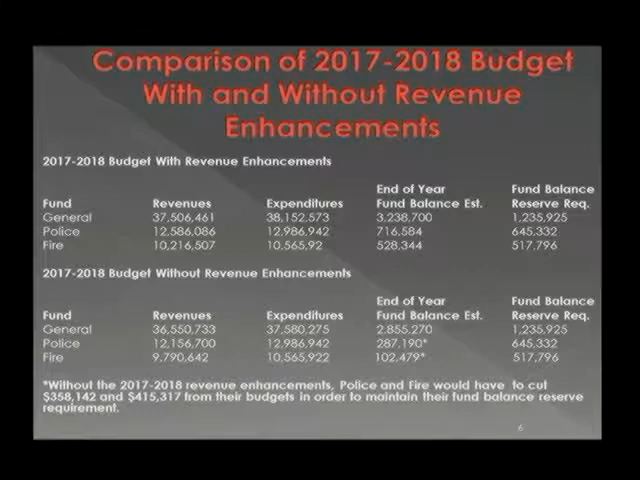 Comparison of 2017-2018 Budget
With and Without Revenue
Enhancements
2017-2018 Budget With Revenue Enhancements
End of Year Fund Balance
Fund Revenues Expenditures Fund Balance Est. Reserve Req.
General 37,506,461 38,152,573 3,238,700 1,235,925
Police 12,586,086 12,986,92 716,584 645,332
Fire 10,216,507 10,565,92 528,344 517,796
2017-2018 Budget Without Revenue Enhancements
End of Year Fund Balance
Fund Revenues Expenditures Fund Balance Est. Reserve Req.
General 36,550,733 37,580,275 2,855,270 1,235,925
Police 12,156,700 12,986,942 287,190* 645,332
Fire 9,790,642 10,565,922 102,479* 517,796
*Without the 2017-2018 revenue enhancements, Police and Fire would have to cut
$358,142 and $415,317 from their budgets in order to maintain their fund balance reserve
requirement.
6